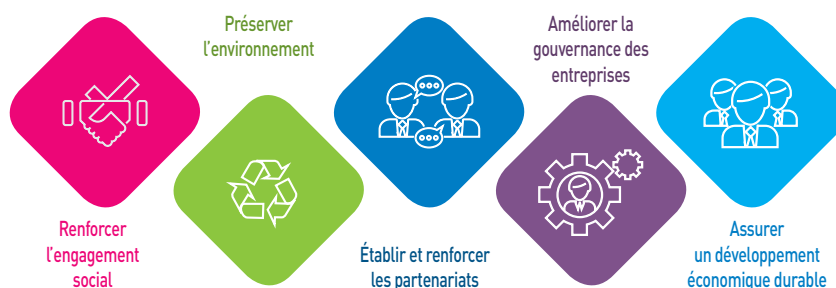 Renforcer
l'engagement
social
Préserver
l'environnement
Établir et renforcer
les partenariats
Améliorer la
gouvernance des
entreprises
Assurer
un développement
économique durable